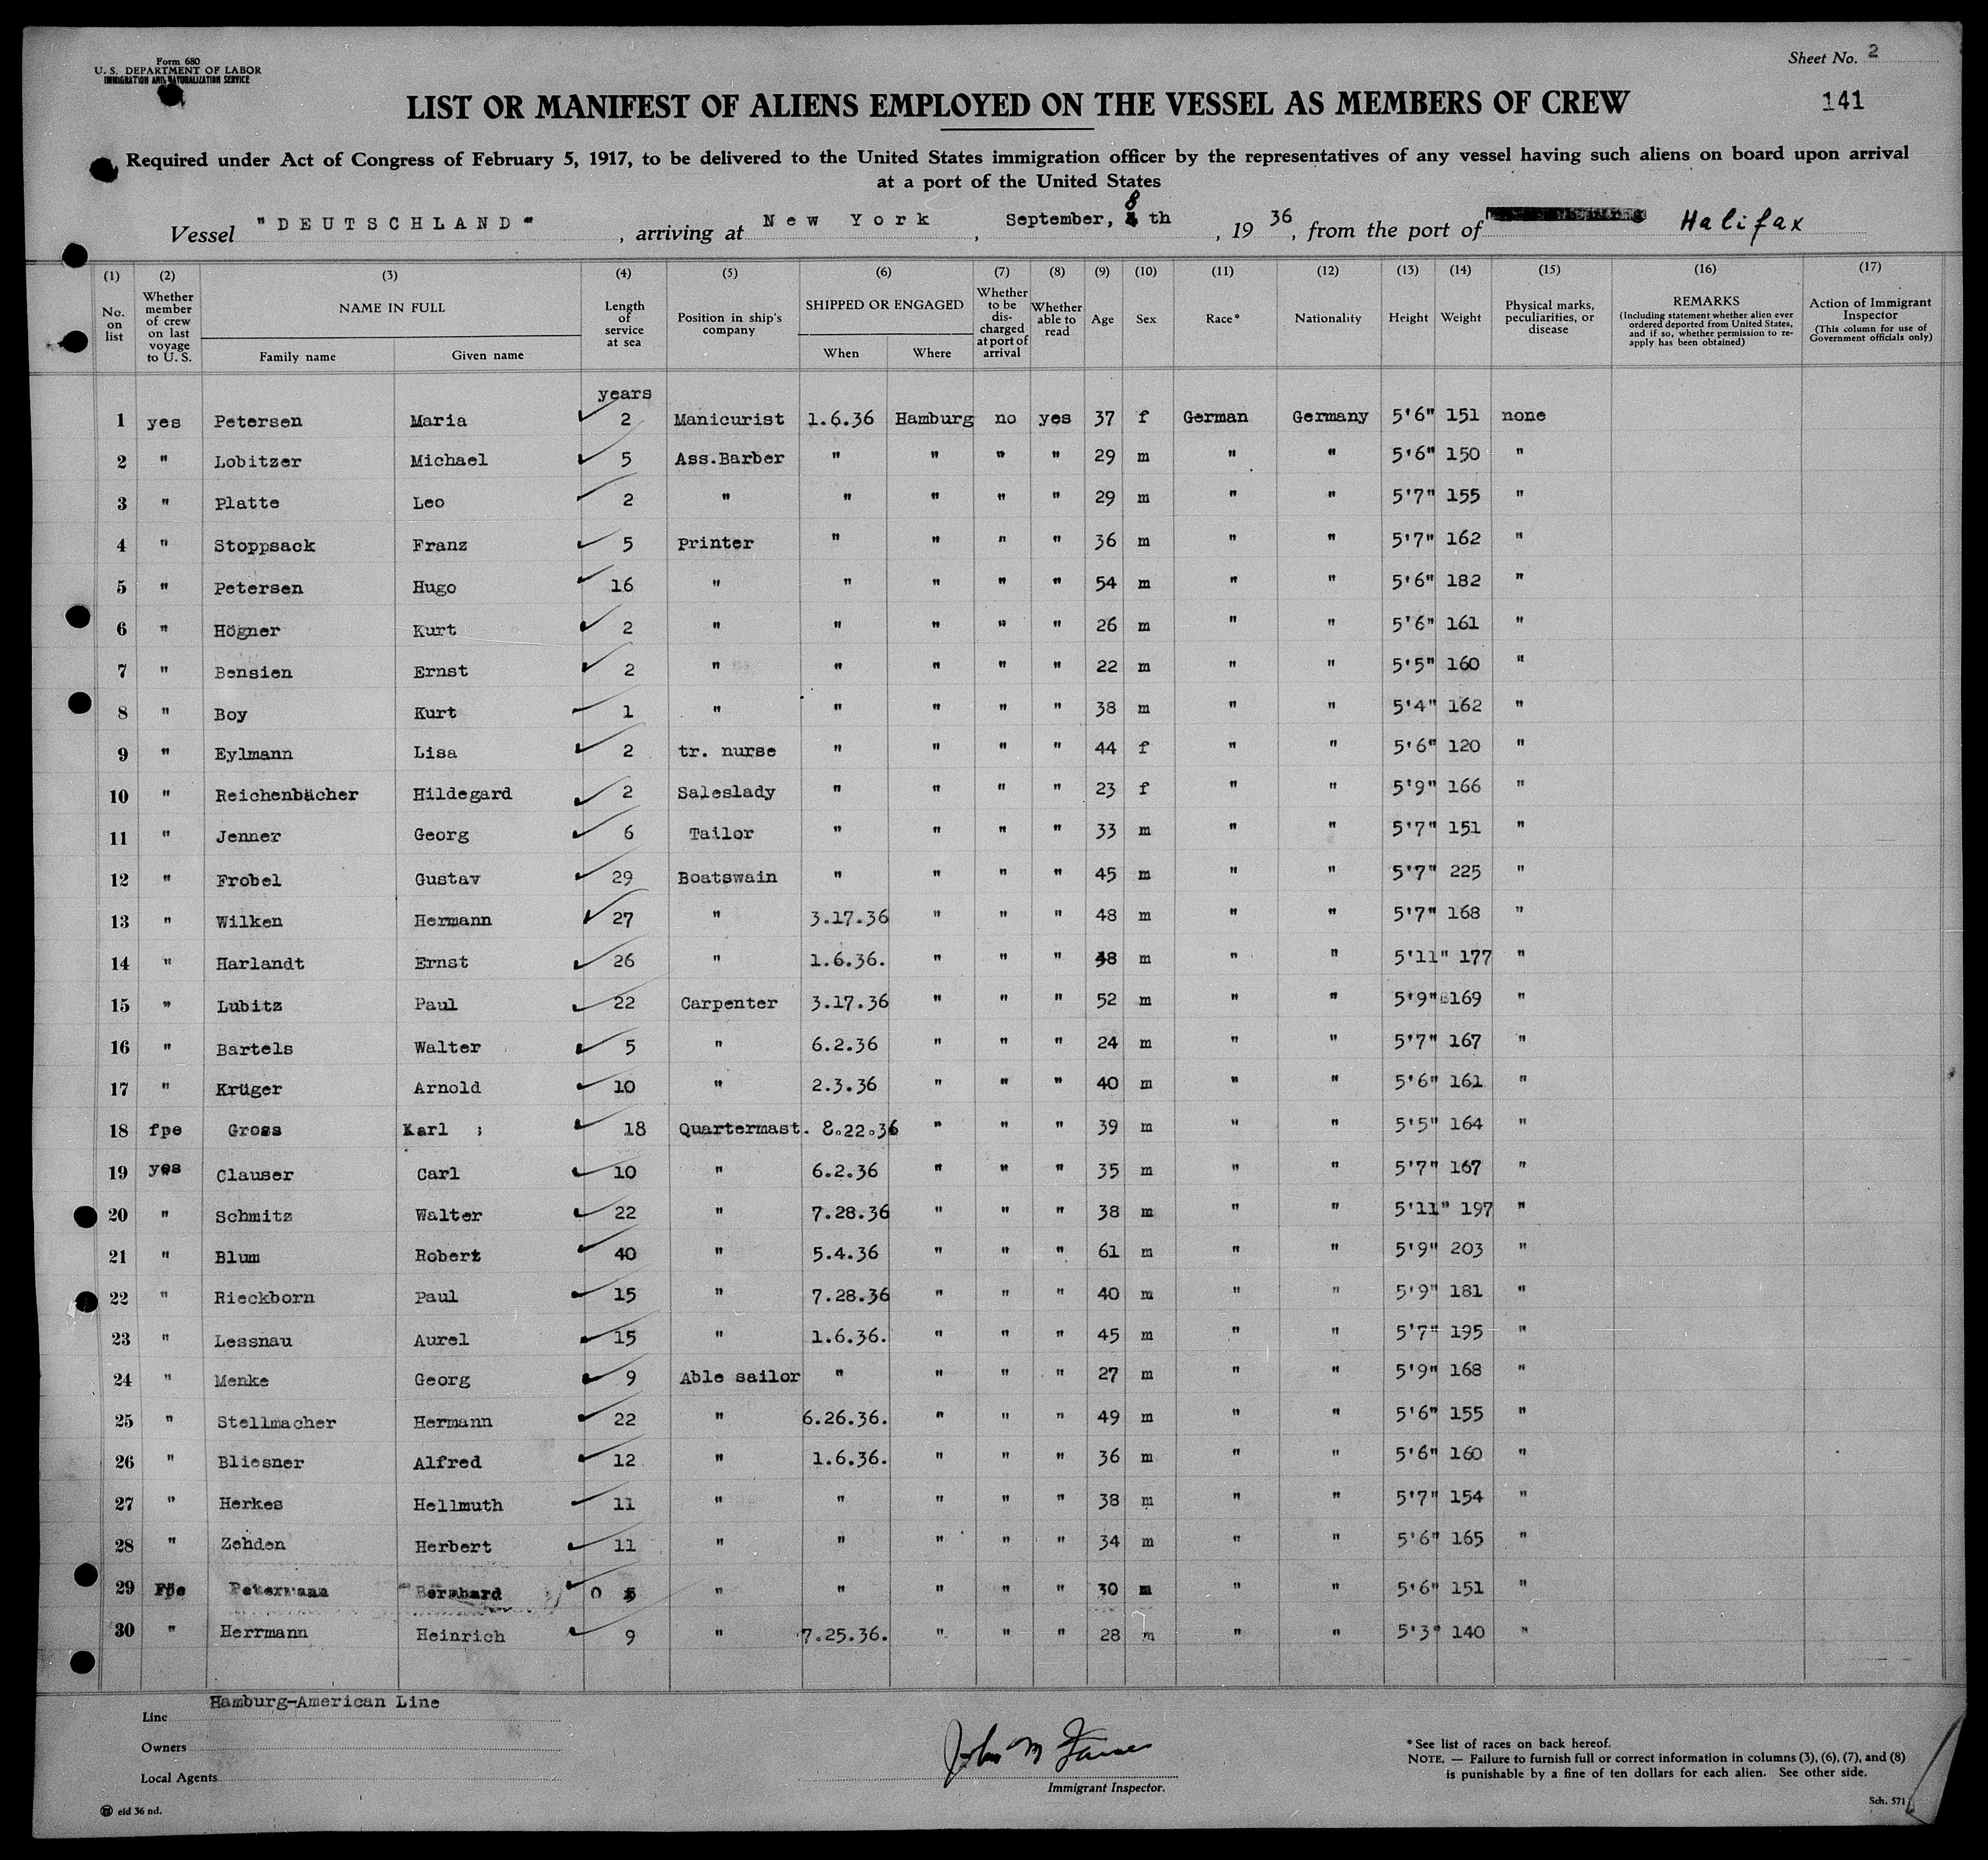 Form 680
U. S. DEPARTMENT OF LABOR
IMMIGRATION AND NATURALIZATION SERVICE
Sheet No. 2
LIST OR MANIFEST OF ALIENS EMPLOYED ON THE VESSEL AS MEMBERS OF CREW
141
Required under Act of Congress of February 5, 1917, to be delivered to the United States immigration officer by the representatives of any vessel having such aliens on board upon arrival
at a port of the United States
Vessel "DEUTSCHLAND", arriving at New York, September, 8 th, 1936, from the port of Halifax
(1) (2) (3) (4) (5) (6) (7) (8) (9) (10) (11) (12) (13) (14) (15) (16) (17)
No. on list
Whether member of crew on last voyage to U. S.
NAME IN FULL
Family name
Given name
Length of service at sea
Position in ship's company
SHIPPED OR ENGAGED
When
Where
Whether to be discharged at port of arrival
Whether able to read
Age
Sex
Race*
Nationality
Height
Weight
Physical marks, peculiarities, or disease
REMARKS
(Including statement whether alien ever ordered deported from United States, and if so, whether permission to reapply has been obtained)
Action of Immigrant Inspector
(This column for use of Government officials only)
years
1 yes Petersen Maria 2 Manicurist 1.6.36 Hamburg no yes 37 f German Germany 5'6" 151 none
2 " Lobitzer Michael 5 Ass.Barber " " " " 29 m " " 5'6" 150 "
3 " Platte Leo 2 " " " " " 29 m " " 5'7" 155 "
4 " Stoppsack Franz 5 Printer " " " " 36 m " " 5'7" 162 "
5 " Petersen Hugo 16 " " " " " 54 m " " 5'6" 182 "
6 " Högner Kurt 2 " " " " " 26 m " " 5'6" 161 "
7 " Bensien Ernst 2 " " " " " 22 m " " 5'5" 160 "
8 " Boy Kurt 1 " " " " " 38 m " " 5'4" 162 "
9 " Eylmann Lisa 2 tr. nurse " " " " 44 f " " 5'6" 120 "
10 " Reichenbächer Hildegard 2 Saleslady " " " " 23 f " " 5'9" 166 "
11 " Jenner Georg 6 Tailor " " " " 33 m " " 5'7" 151 "
12 " Frobel Gustav 29 Boatswain " " " " 45 m " " 5'7" 225 "
13 " Wilken Hermann 27 " 3.17.36 " " " 48 m " " 5'7" 168 "
14 " Harlandt Ernst 26 " 1.6.36. " " " 48 m " " 5'11" 177 "
15 " Lubitz Paul 22 Carpenter 3.17.36 " " " 52 m " " 5'9" 169 "
16 " Bartels Walter 5 " 6.2.36 " " " 24 m " " 5'7" 167 "
17 " Krüger Arnold 10 " 2.3.36 " " " 40 m " " 5'6" 161 "
18 fpe Gross Karl ; 18 Quartermast. 8.22.36 " " " 39 m " " 5'5" 164 "
19 yes Clauser Carl 10 " 6.2.36 " " " 35 m " " 5'7" 167 "
20 " Schmitz Walter 22 " 7.28.36 " " " 38 m " " 5'11" 197 "
21 " Blum Robert 40 " 5.4.36 " " " 61 m " " 5'9" 203 "
22 " Rieckborn Paul 15 " 7.28.36 " " " 40 m " " 5'9" 181 "
23 " Lessnau Aurel 15 " 1.6.36. " " " 45 m " " 5'7" 195 "
24 " Menke Georg 9 Able sailor " " " " 27 m " " 5'9" 168 "
25 " Stellmacher Hermann 22 " 6.26.36. " " " 49 m " " 5'6" 155 "
26 " Bliesner Alfred 12 " 1.6.36. " " " 36 m " " 5'6" 160 "
27 " Herkes Hellmuth 11 " " " " " 38 m " " 5'7" 154 "
28 " Zehden Herbert 11 " " " " " 34 m " " 5'6" 165 "
29 Fpe Petermann Bernhard 0 " " " " " 30 m " " 5'6" 151 "
30 " Herrmann Heinrich 9 " 7.25.36. " " " 28 m " " 5'3" 140 "
Line Hamburg-American Line
Owners
Local Agents
eid 36 nd.
John M
Immigrant Inspector.
* See list of races on back hereof.
NOTE. — Failure to furnish full or correct information in columns (3), (6), (7), and (8)
is punishable by a fine of ten dollars for each alien. See other side.
Sch. 571